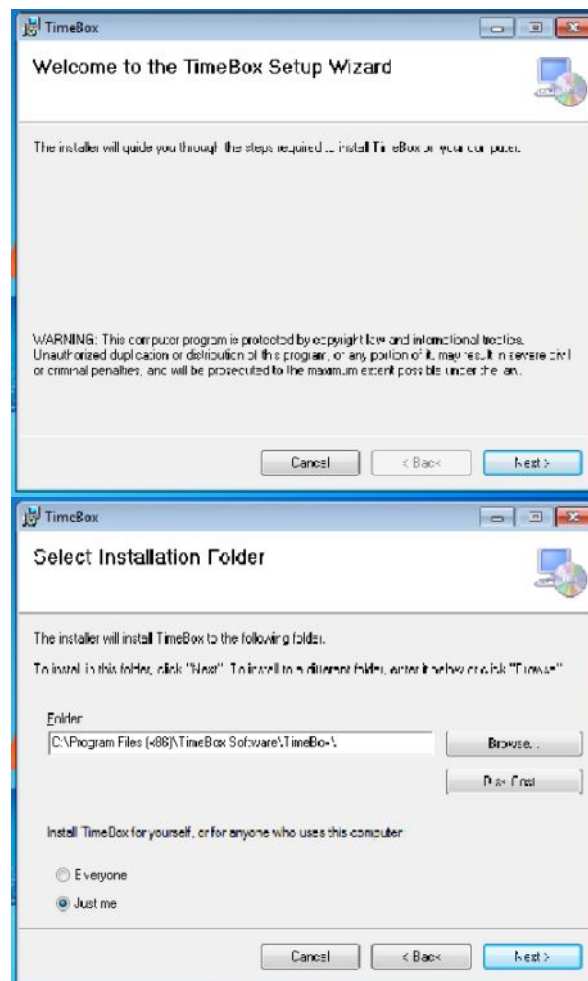 TimeBox
Welcome to the TimeBox Setup Wizard
The installer will guide you through the steps required to install TimeBox on your computer.
WARNING: This computer program is protected by copyright law and international treaties.
Unauthorized duplication or distribution of this program, or any portion of it, may result in severe civil
or criminal penalties, and will be prosecuted to the maximum extent possible under the law.
Cancel
< Back
Next >
TimeBox
Select Installation Folder
The installer will install TimeBox to the following folder.
To install in this folder, click "Next". To install to a different folder, enter it below or click "Browse".
Folder
C:\Program Files (x86)\TimeBox Software\TimeBox\
Browse...
Disk Cost
Install TimeBox for yourself, or for anyone who uses this computer
Everyone
Just me
Cancel
< Back
Next >